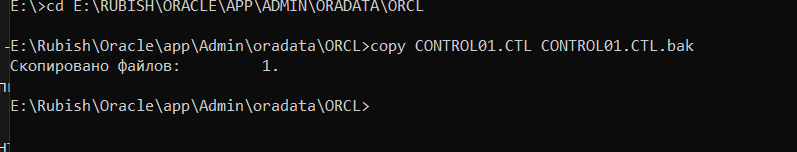 E:\>cd E:\RUBISH\ORACLE\APP\ADMIN\ORADATA\ORCL
E:\Rubish\Oracle\app\Admin\oradata\ORCL>copy CONTROL01.CTL CONTROL01.CTL.bak
Скопировано файлов:         1.
E:\Rubish\Oracle\app\Admin\oradata\ORCL>